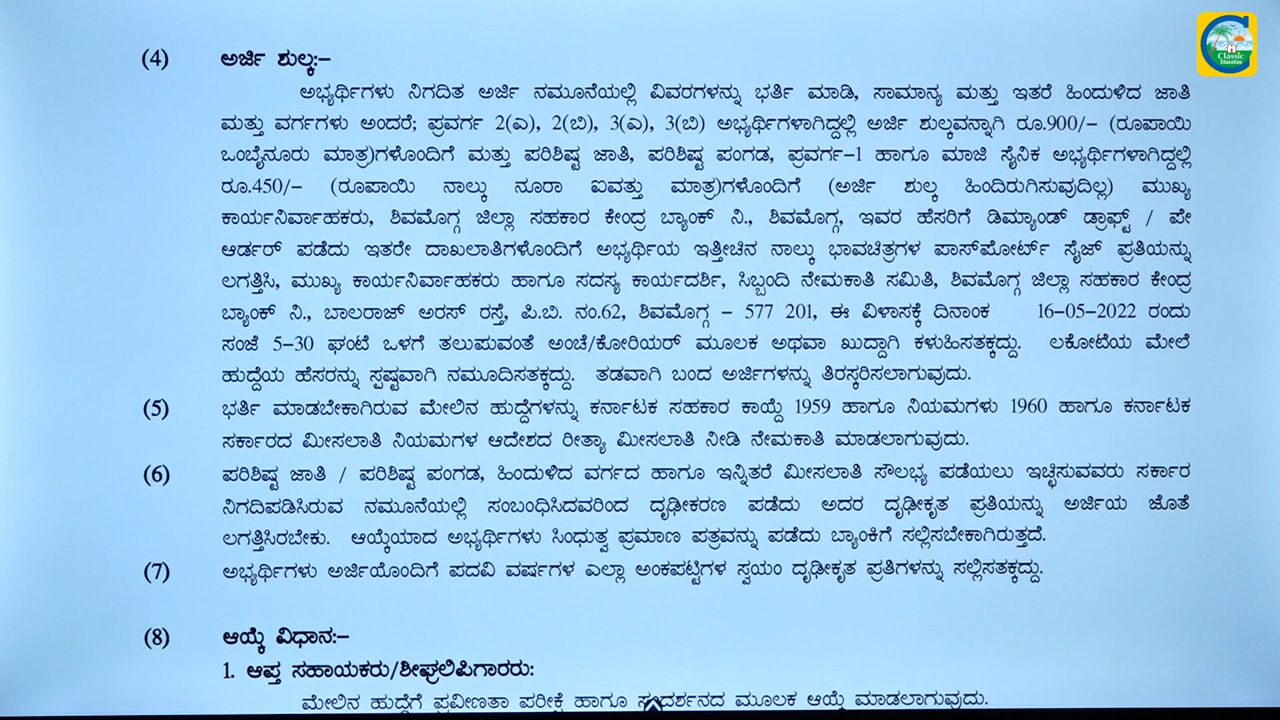 Classic
Education
(4) ಅರ್ಜಿ ಶುಲ್ಕ:–
ಅಭ್ಯರ್ಥಿಗಳು ನಿಗದಿತ ಅರ್ಜಿ ನಮೂನೆಯಲ್ಲಿ ವಿವರಗಳನ್ನು ಭರ್ತಿ ಮಾಡಿ, ಸಾಮಾನ್ಯ ಮತ್ತು ಇತರೆ ಹಿಂದುಳಿದ ಜಾತಿ
ಮತ್ತು ವರ್ಗಗಳು ಅಂದರೆ; ಪ್ರವರ್ಗ 2(ಎ), 2(ಬಿ), 3(ಎ), 3(ಬಿ) ಅಭ್ಯರ್ಥಿಗಳಾಗಿದ್ದಲ್ಲಿ ಅರ್ಜಿ ಶುಲ್ಕವನ್ನಾಗಿ ರೂ.900/– (ರೂಪಾಯಿ
ಒಂಬೈನೂರು ಮಾತ್ರ)ಗಳೊಂದಿಗೆ ಮತ್ತು ಪರಿಶಿಷ್ಟ ಜಾತಿ, ಪರಿಶಿಷ್ಟ ಪಂಗಡ, ಪ್ರವರ್ಗ–1 ಹಾಗೂ ಮಾಜಿ ಸೈನಿಕ ಅಭ್ಯರ್ಥಿಗಳಾಗಿದ್ದಲ್ಲಿ
ರೂ.450/– (ರೂಪಾಯಿ ನಾಲ್ಕು ನೂರಾ ಐವತ್ತು ಮಾತ್ರ)ಗಳೊಂದಿಗೆ (ಅರ್ಜಿ ಶುಲ್ಕ ಹಿಂದಿರುಗಿಸುವುದಿಲ್ಲ) ಮುಖ್ಯ
ಕಾರ್ಯನಿರ್ವಾಹಕರು, ಶಿವಮೊಗ್ಗ ಜಿಲ್ಲಾ ಸಹಕಾರ ಕೇಂದ್ರ ಬ್ಯಾಂಕ್ ನಿ., ಶಿವಮೊಗ್ಗ, ಇವರ ಹೆಸರಿಗೆ ಡಿಮ್ಯಾಂಡ್ ಡ್ರಾಫ್ಟ್ / ಪೇ
ಆರ್ಡರ್ ಪಡೆದು ಇತರೇ ದಾಖಲಾತಿಗಳೊಂದಿಗೆ ಅಭ್ಯರ್ಥಿಯ ಇತ್ತೀಚಿನ ನಾಲ್ಕು ಭಾವಚಿತ್ರಗಳ ಪಾಸ್‌ಪೋರ್ಟ್ ಸೈಜ್ ಪ್ರತಿಯನ್ನು
ಲಗತ್ತಿಸಿ, ಮುಖ್ಯ ಕಾರ್ಯನಿರ್ವಾಹಕರು ಹಾಗೂ ಸದಸ್ಯ ಕಾರ್ಯದರ್ಶಿ, ಸಿಬ್ಬಂದಿ ನೇಮಕಾತಿ ಸಮಿತಿ, ಶಿವಮೊಗ್ಗ ಜಿಲ್ಲಾ ಸಹಕಾರ ಕೇಂದ್ರ
ಬ್ಯಾಂಕ್ ನಿ., ಬಾಲರಾಜ್ ಅರಸ್ ರಸ್ತೆ, ಪಿ.ಬಿ. ನಂ.62, ಶಿವಮೊಗ್ಗ – 577 201, ಈ ವಿಳಾಸಕ್ಕೆ ದಿನಾಂಕ 16–05–2022 ರಂದು
ಸಂಜೆ 5–30 ಘಂಟೆ ಒಳಗೆ ತಲುಪುವಂತೆ ಅಂಚೆ/ಕೋರಿಯರ್ ಮೂಲಕ ಅಥವಾ ಖುದ್ದಾಗಿ ಕಳುಹಿಸತಕ್ಕದ್ದು. ಲಕೋಟೆಯ ಮೇಲೆ
ಹುದ್ದೆಯ ಹೆಸರನ್ನು ಸ್ಪಷ್ಟವಾಗಿ ನಮೂದಿಸತಕ್ಕದ್ದು. ತಡವಾಗಿ ಬಂದ ಅರ್ಜಿಗಳನ್ನು ತಿರಸ್ಕರಿಸಲಾಗುವುದು.
(5) ಭರ್ತಿ ಮಾಡಬೇಕಾಗಿರುವ ಮೇಲಿನ ಹುದ್ದೆಗಳನ್ನು ಕರ್ನಾಟಕ ಸಹಕಾರ ಕಾಯ್ದೆ 1959 ಹಾಗೂ ನಿಯಮಗಳು 1960 ಹಾಗೂ ಕರ್ನಾಟಕ
ಸರ್ಕಾರದ ಮೀಸಲಾತಿ ನಿಯಮಗಳ ಆದೇಶದ ರೀತ್ಯಾ ಮೀಸಲಾತಿ ನೀಡಿ ನೇಮಕಾತಿ ಮಾಡಲಾಗುವುದು.
(6) ಪರಿಶಿಷ್ಟ ಜಾತಿ / ಪರಿಶಿಷ್ಟ ಪಂಗಡ, ಹಿಂದುಳಿದ ವರ್ಗದ ಹಾಗೂ ಇನ್ನಿತರೆ ಮೀಸಲಾತಿ ಸೌಲಭ್ಯ ಪಡೆಯಲು ಇಚ್ಛಿಸುವವರು ಸರ್ಕಾರ
ನಿಗದಿಪಡಿಸಿರುವ ನಮೂನೆಯಲ್ಲಿ ಸಂಬಂಧಿಸಿದವರಿಂದ ದೃಢೀಕರಣ ಪಡೆದು ಅದರ ದೃಢೀಕೃತ ಪ್ರತಿಯನ್ನು ಅರ್ಜಿಯ ಜೊತೆ
ಲಗತ್ತಿಸಿರಬೇಕು. ಆಯ್ಕೆಯಾದ ಅಭ್ಯರ್ಥಿಗಳು ಸಿಂಧುತ್ವ ಪ್ರಮಾಣ ಪತ್ರವನ್ನು ಪಡೆದು ಬ್ಯಾಂಕಿಗೆ ಸಲ್ಲಿಸಬೇಕಾಗಿರುತ್ತದೆ.
(7) ಅಭ್ಯರ್ಥಿಗಳು ಅರ್ಜಿಯೊಂದಿಗೆ ಪದವಿ ವರ್ಷಗಳ ಎಲ್ಲಾ ಅಂಕಪಟ್ಟಿಗಳ ಸ್ವಯಂ ದೃಢೀಕೃತ ಪ್ರತಿಗಳನ್ನು ಸಲ್ಲಿಸತಕ್ಕದ್ದು.
(8) ಆಯ್ಕೆ ವಿಧಾನ:–
1. ಆಪ್ತ ಸಹಾಯಕರು/ಶೀಘ್ರಲಿಪಿಗಾರರು:
ಮೇಲಿನ ಹುದ್ದೆಗೆ ಪ್ರವೀಣತಾ ಪರೀಕ್ಷೆ ಹಾಗೂ ಸಂದರ್ಶನದ ಮೂಲಕ ಆಯ್ಕೆ ಮಾಡಲಾಗುವುದು.